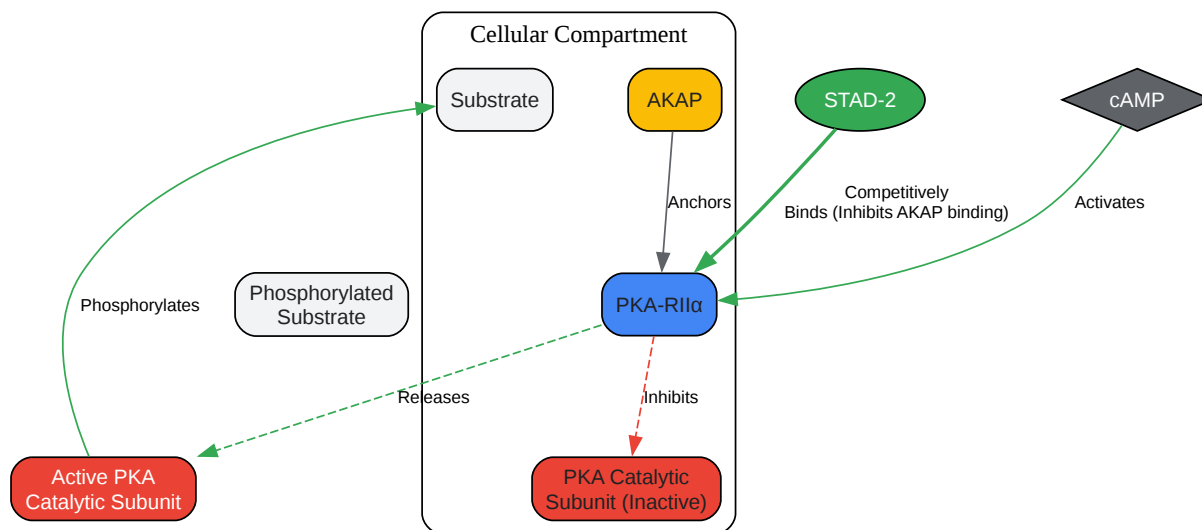 Cellular Compartment
Substrate
AKAP
STAD-2
cAMP
Anchors
Competitively
Binds (Inhibits AKAP binding)
Activates
Phosphorylates
Phosphorylated
Substrate
PKA-RIIα
Releases
Inhibits
Active PKA
Catalytic Subunit
PKA Catalytic
Subunit (Inactive)